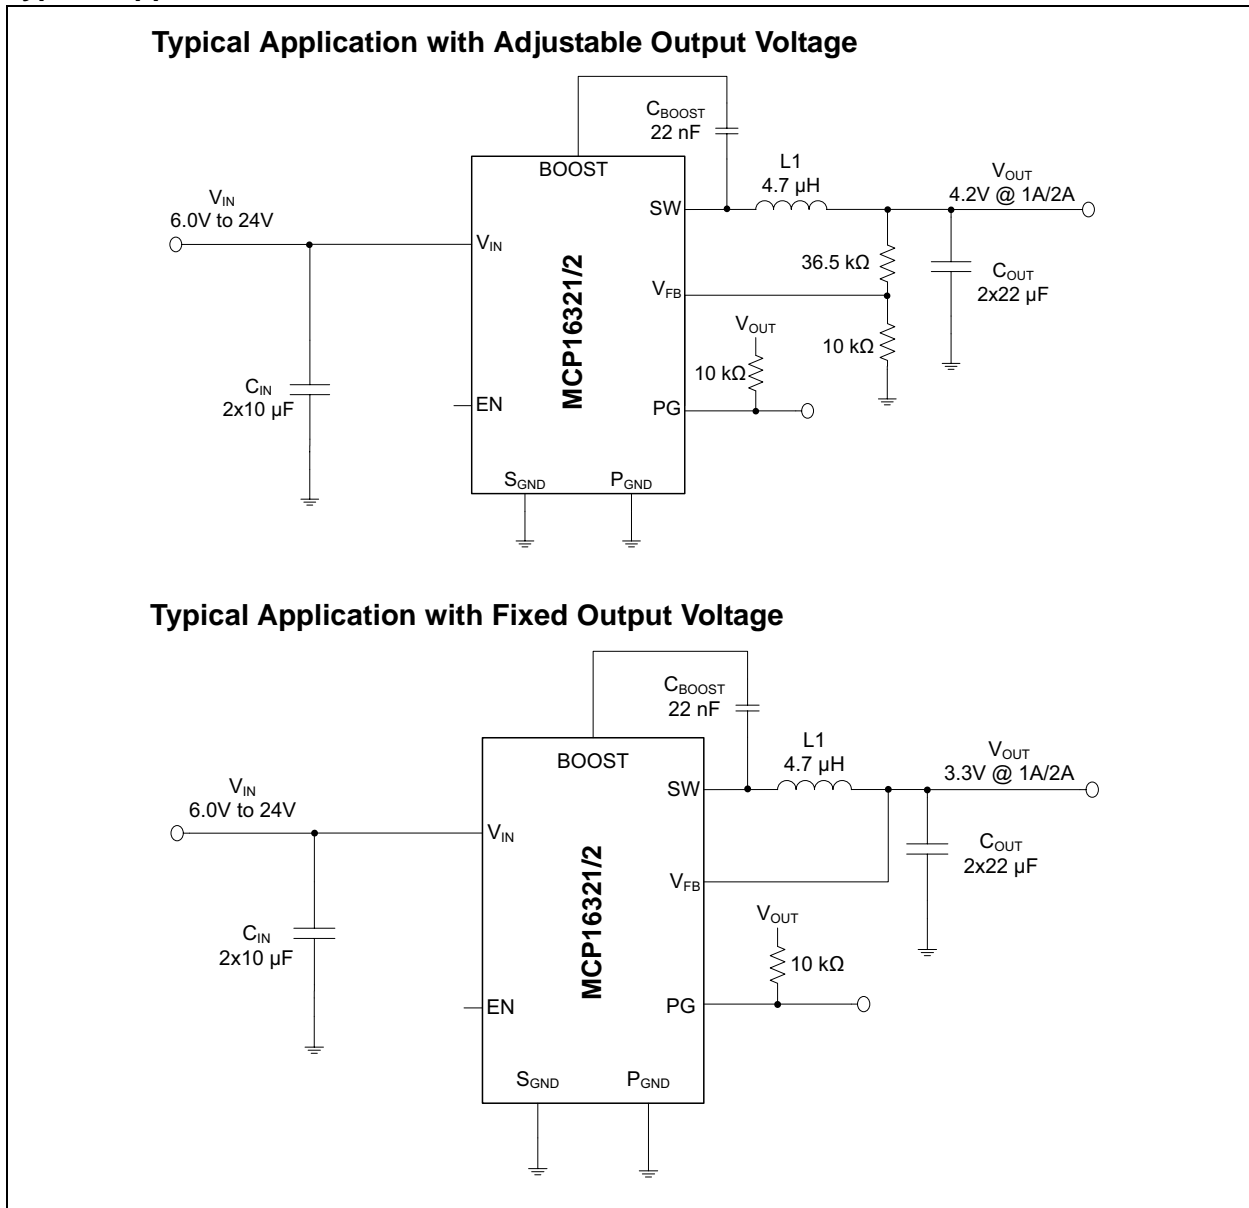 Typical Application with Adjustable Output Voltage
CBOOST
22 nF
BOOST
L1
4.7 µH
VOUT
4.2V @ 1A/2A
VIN
6.0V to 24V
SW
VIN
36.5 kΩ
COUT
2x22 µF
MCP16321/2
VFB
VOUT
10 kΩ
10 kΩ
CIN
2x10 µF
EN
PG
SGND
PGND
Typical Application with Fixed Output Voltage
CBOOST
22 nF
BOOST
L1
4.7 µH
VOUT
3.3V @ 1A/2A
VIN
6.0V to 24V
SW
VIN
COUT
2x22 µF
MCP16321/2
VFB
VOUT
CIN
2x10 µF
10 kΩ
EN
PG
SGND
PGND